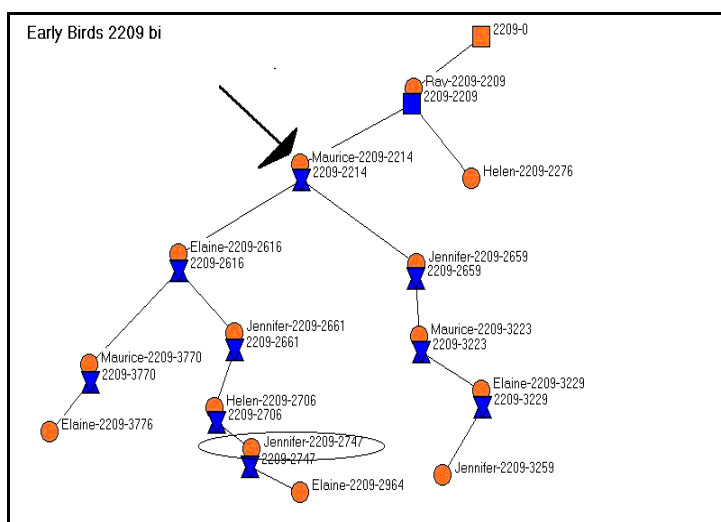 Early Birds 2209 bi
2209-0
Ray-2209-2209
2209-2209
Maurice-2209-2214
2209-2214
Helen-2209-2276
Elaine-2209-2616
2209-2616
Jennifer-2209-2659
2209-2659
Jennifer-2209-2661
2209-2661
Maurice-2209-3223
2209-3223
Maurice-2209-3770
2209-3770
Elaine-2209-3229
2209-3229
Helen-2209-2706
2209-2706
Elaine-2209-3776
Jennifer-2209-2747
2209-2747
Jennifer-2209-3259
Elaine-2209-2964